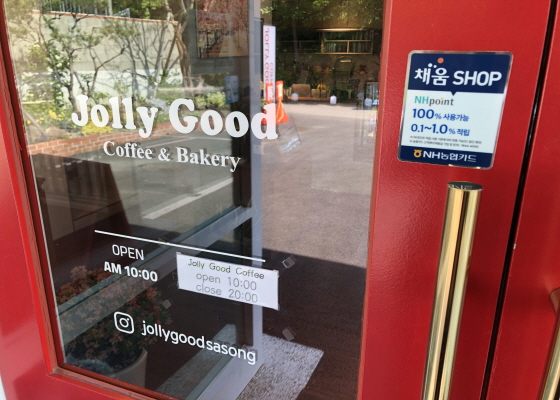 Jolly Good
Coffee & Bakery
OPEN
AM 10:00
Jolly Good Coffee
open 10:00
close 20:00
jollygoodsasong
채움 SHOP
NHpoint
100% 사용가능
0.1~1.0% 적립
NH농협카드